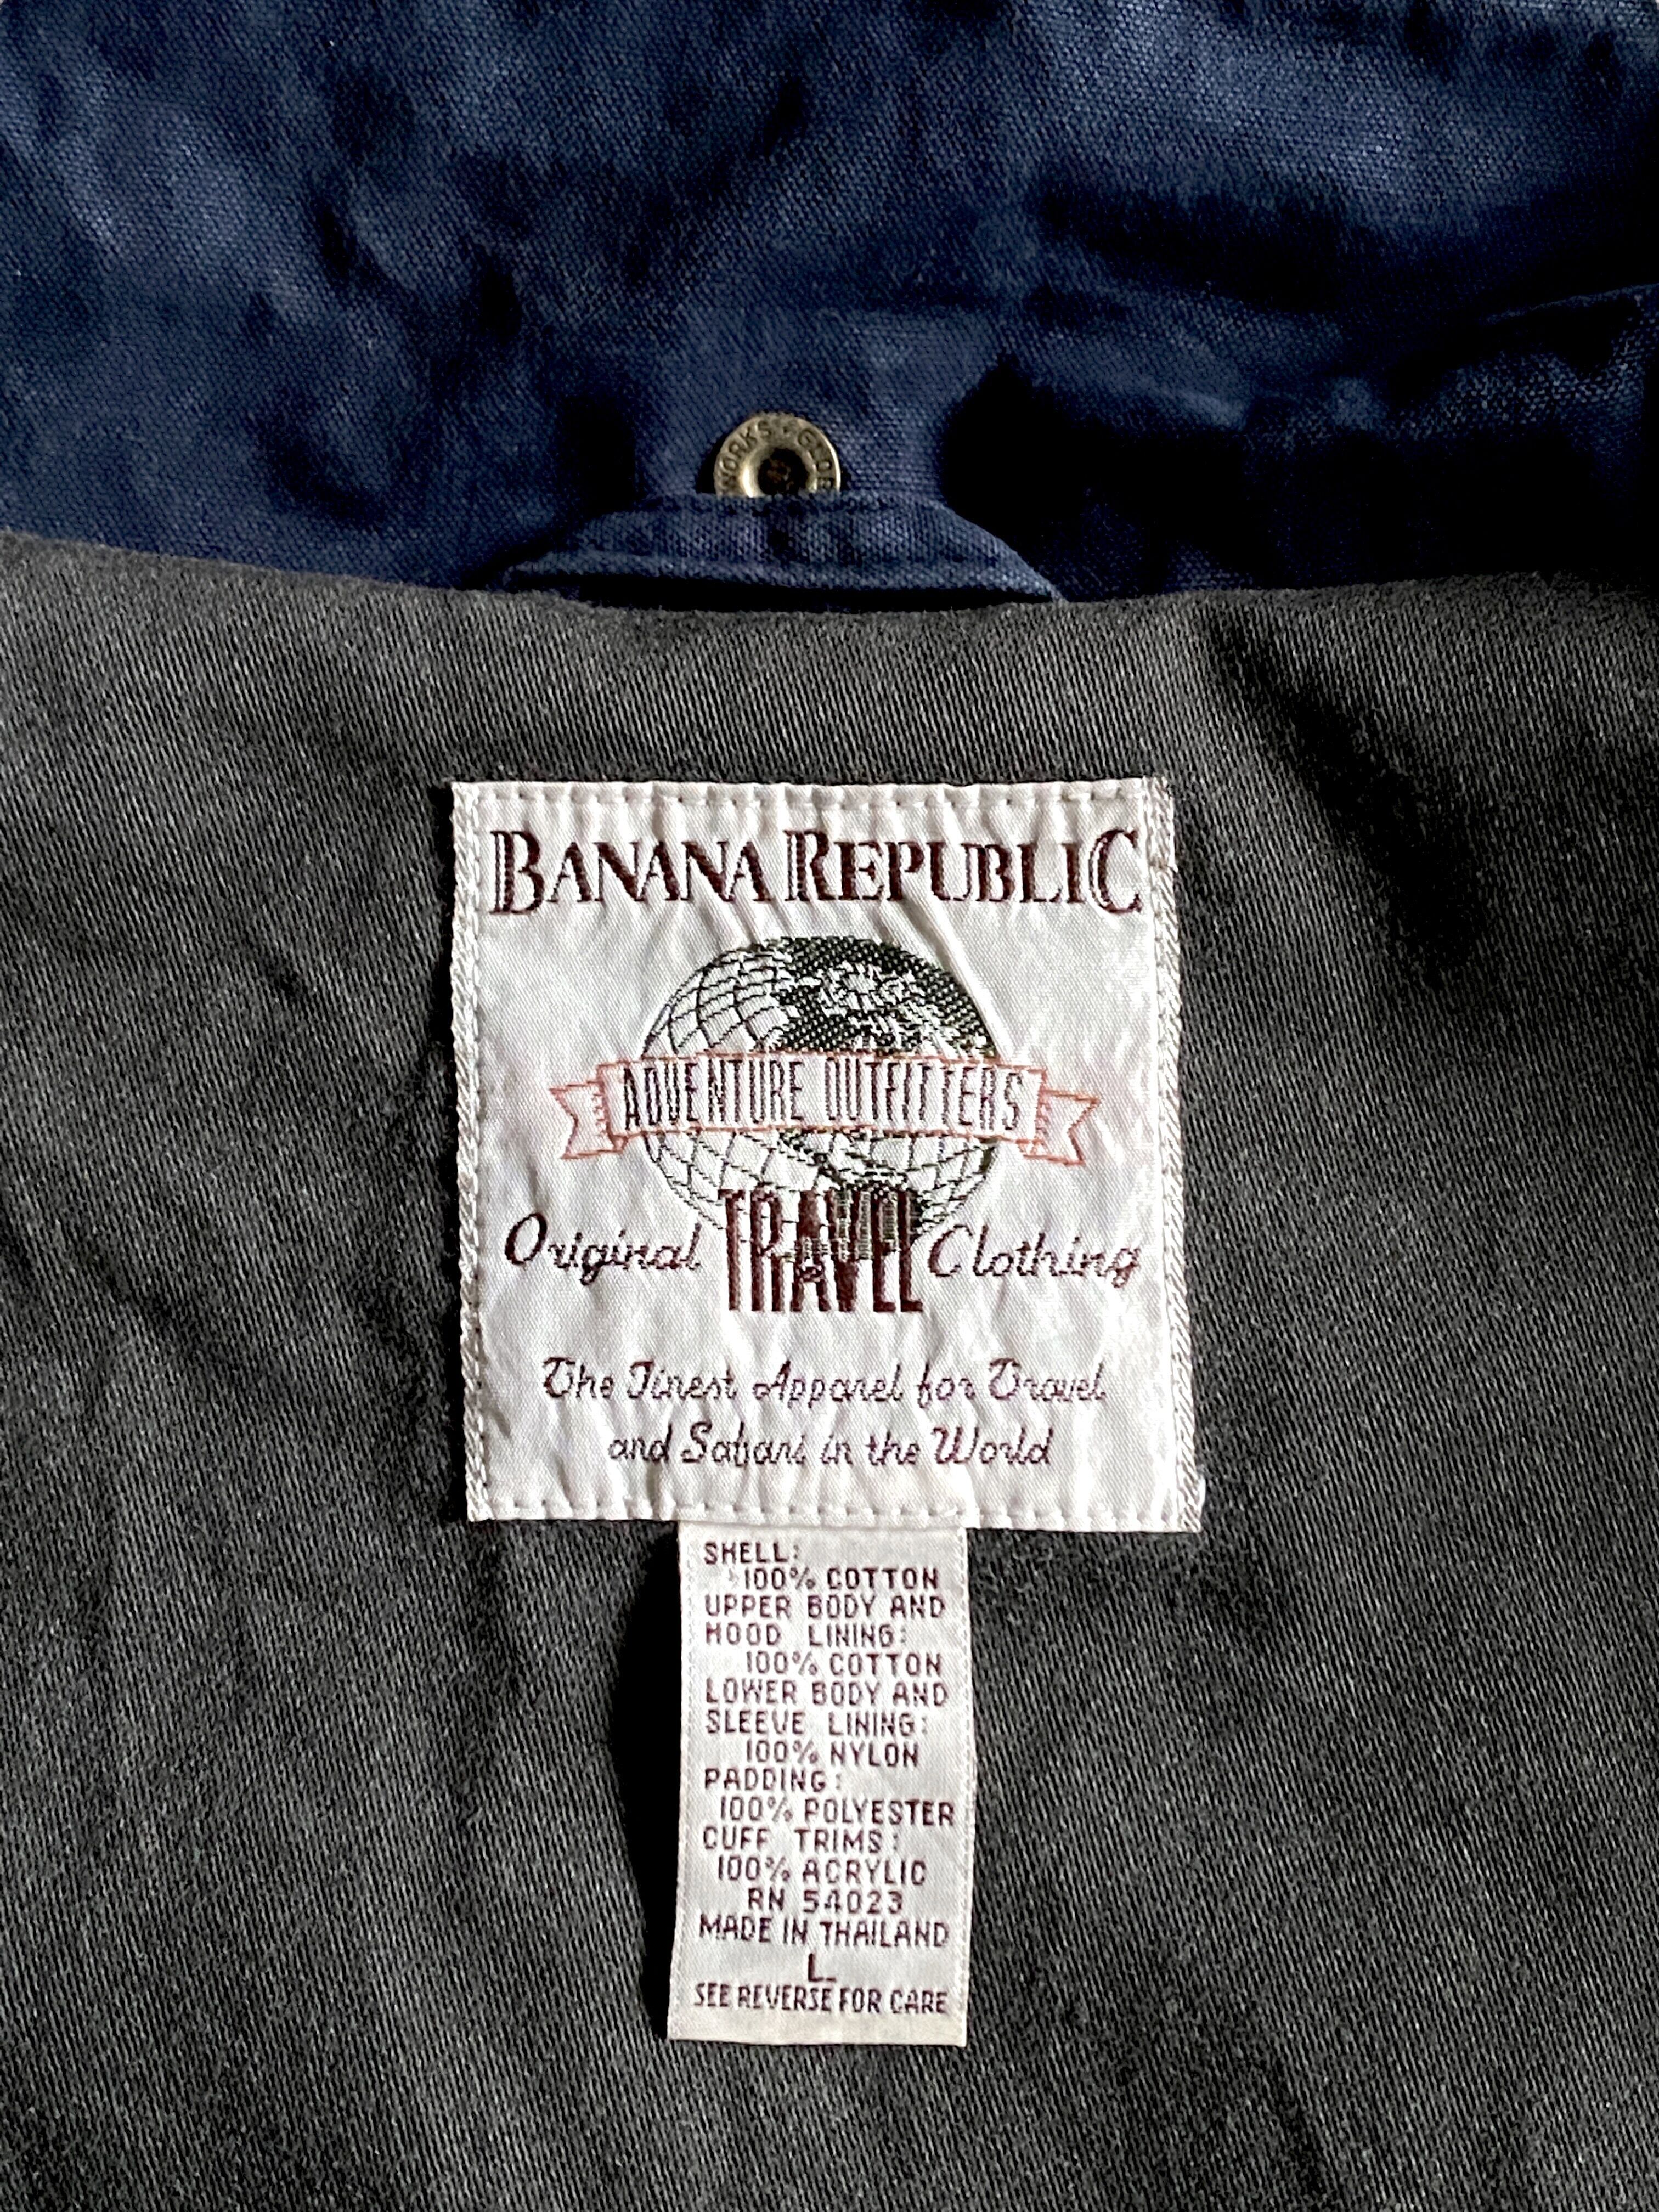 WORKS · GLOB
BANANA REPUBLIC
ADVENTURE OUTFITTERS
Original TRAVEL Clothing
The Finest Apparel for Travel
and Safari in the World
SHELL:
100% COTTON
UPPER BODY AND
HOOD LINING:
100% COTTON
LOWER BODY AND
SLEEVE LINING:
100% NYLON
PADDING:
100% POLYESTER
CUFF TRIMS:
100% ACRYLIC
RN 54023
MADE IN THAILAND
L
SEE REVERSE FOR CARE